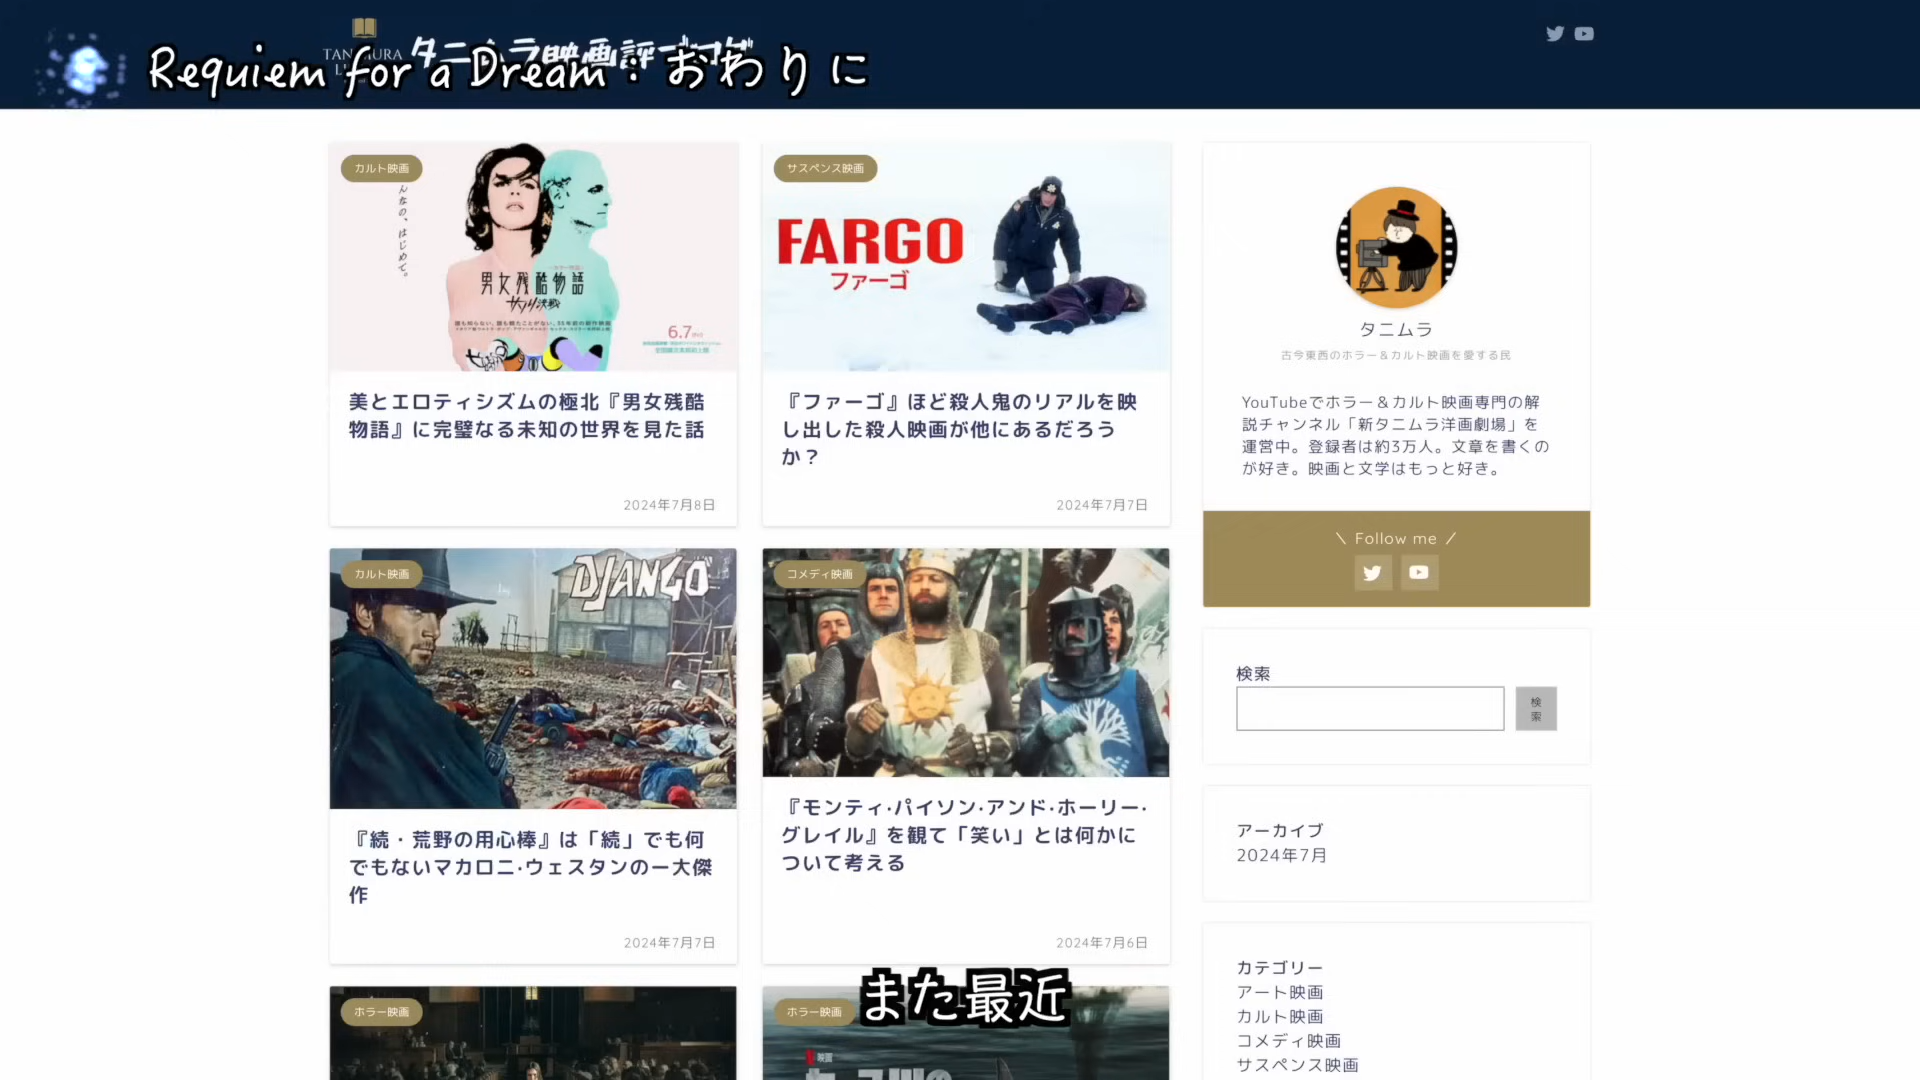 Requiem for a Dream：おわりに
カルト映画
んなの、はじめて。
男女残酷物語
サソリ決戦
6.7
美とエロティシズムの極北『男女残酷
物語』に完璧なる未知の世界を見た話
2024年7月8日
サスペンス映画
FARGO
ファーゴ
『ファーゴ』ほど殺人鬼のリアルを映
し出した殺人映画が他にあるだろう
か？
2024年7月7日
カルト映画
DJANGO
『続・荒野の用心棒』は「続」でも何
でもないマカロニ·ウェスタンの一大傑
作
2024年7月7日
コメディ映画
『モンティ·パイソン·アンド·ホーリー·
グレイル』を観て「笑い」とは何かに
ついて考える
2024年7月6日
ホラー映画
ホラー映画
映画
また最近
タニムラ
古今東西のホラー＆カルト映画を愛する民
YouTubeでホラー＆カルト映画専門の解
説チャンネル「新タニムラ洋画劇場」を
運営中。登録者は約3万人。文章を書くの
が好き。映画と文学はもっと好き。
\ Follow me /
検索
検
索
アーカイブ
2024年7月
カテゴリー
アート映画
カルト映画
コメディ映画
サスペンス映画